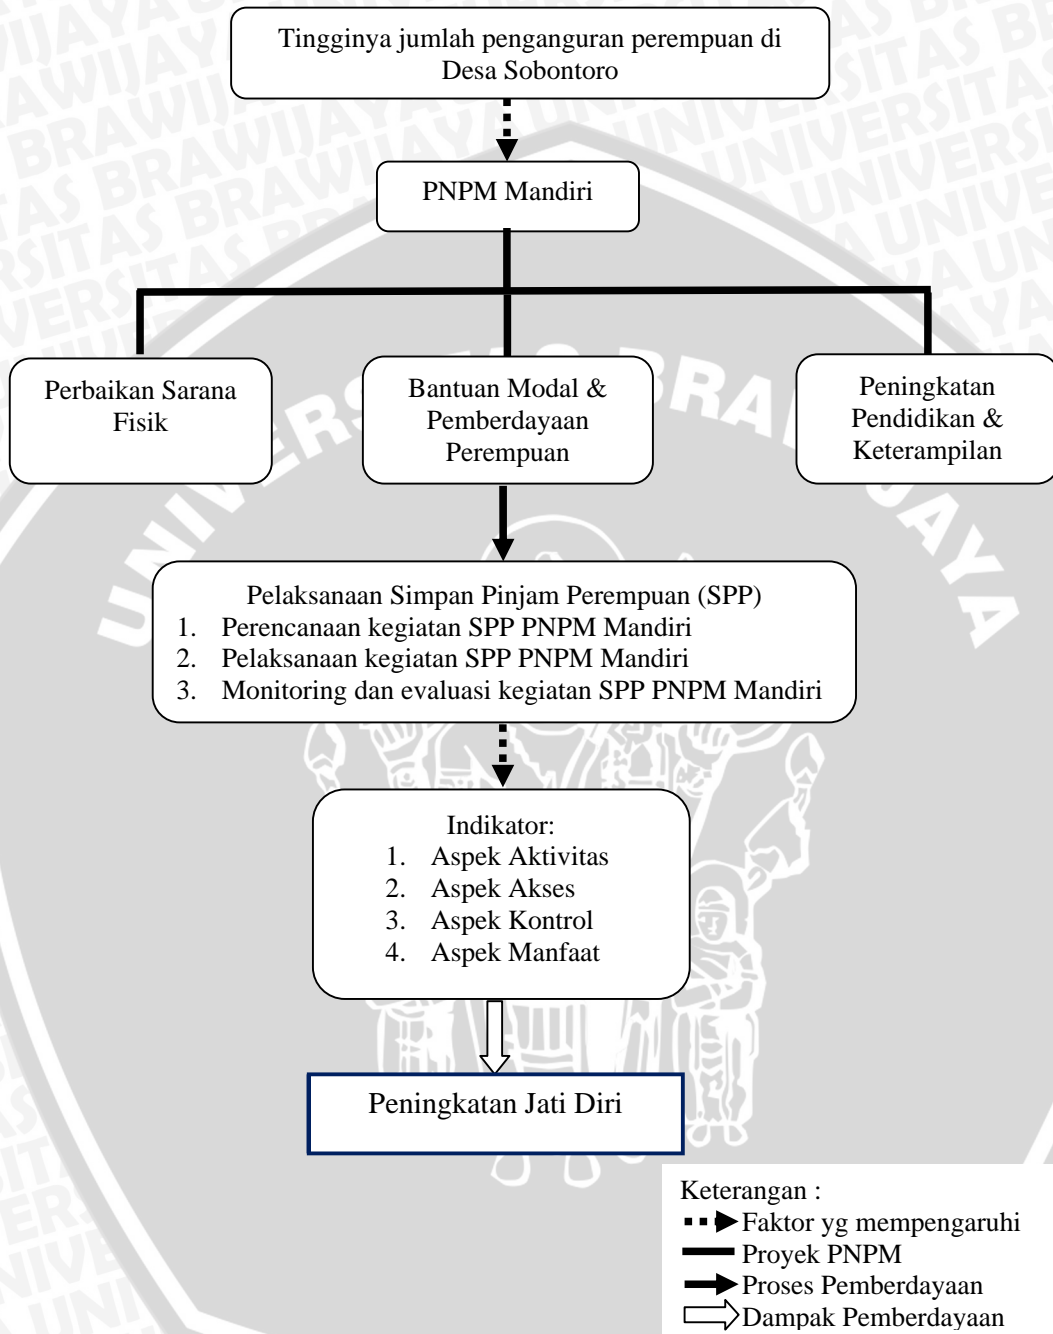 Tingginya jumlah penganguran perempuan di
Desa Sobontoro
PNPM Mandiri
Perbaikan Sarana
Fisik
Bantuan Modal &
Pemberdayaan
Perempuan
Peningkatan
Pendidikan &
Keterampilan
Pelaksanaan Simpan Pinjam Perempuan (SPP)
1. Perencanaan kegiatan SPP PNPM Mandiri
2. Pelaksanaan kegiatan SPP PNPM Mandiri
3. Monitoring dan evaluasi kegiatan SPP PNPM Mandiri
Indikator:
1. Aspek Aktivitas
2. Aspek Akses
3. Aspek Kontrol
4. Aspek Manfaat
Peningkatan Jati Diri
Keterangan :
Faktor yg mempengaruhi
Proyek PNPM
Proses Pemberdayaan
Dampak Pemberdayaan
UNIVERSITAS BRAWIJAYA